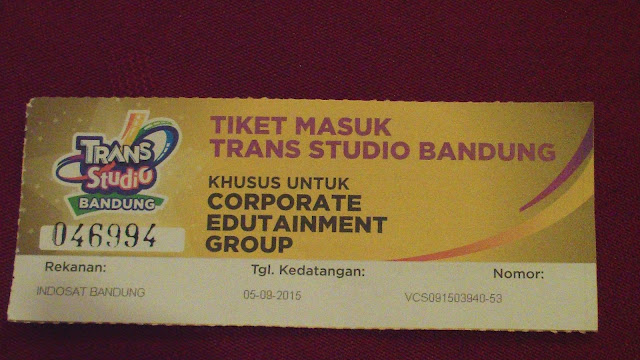 TRANS
Studio
BANDUNG
046994
TIKET MASUK
TRANS STUDIO BANDUNG
KHUSUS UNTUK
CORPORATE
EDUTAINMENT
GROUP
Rekanan: Tgl. Kedatangan: Nomor:
INDOSAT BANDUNG 05-09-2015 VCS091503940-53